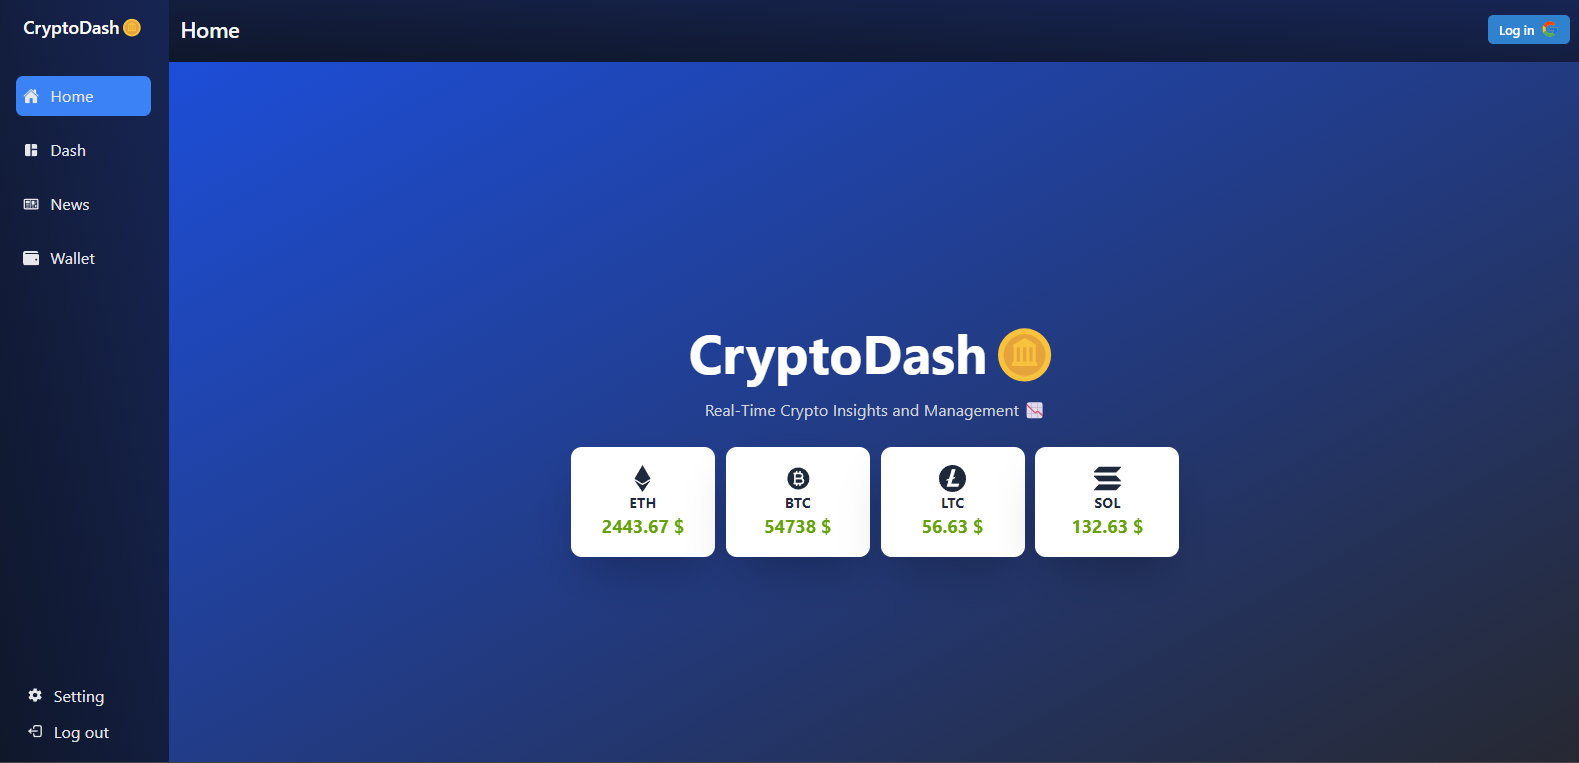 CryptoDash
Home
Log in
Home
Dash
News
Wallet
CryptoDash
Real-Time Crypto Insights and Management
ETH
2443.67 $
BTC
54738 $
LTC
56.63 $
SOL
132.63 $
Setting
Log out